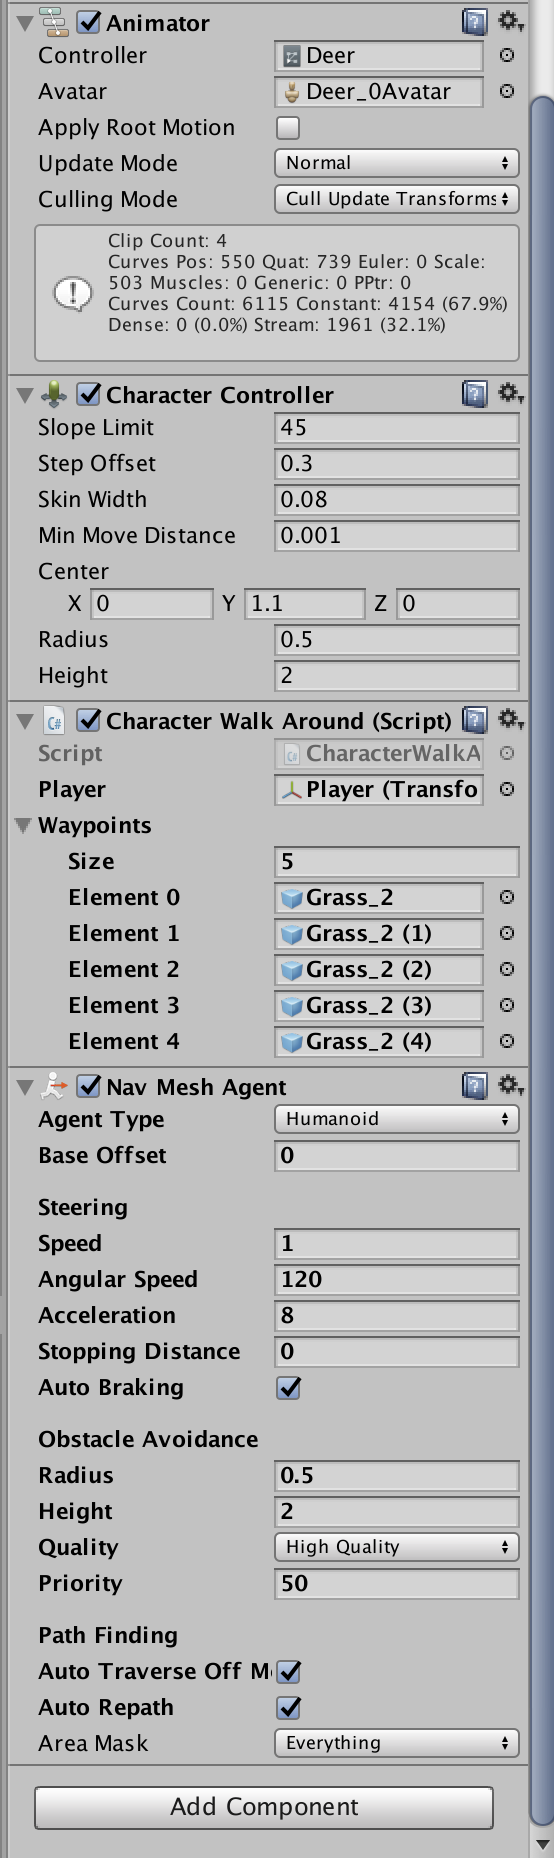 Animator
Controller Deer
Avatar Deer_0Avatar
Apply Root Motion
Update Mode Normal
Culling Mode Cull Update Transforms
Clip Count: 4
Curves Pos: 550 Quat: 739 Euler: 0 Scale:
503 Muscles: 0 Generic: 0 PPtr: 0
Curves Count: 6115 Constant: 4154 (67.9%)
Dense: 0 (0.0%) Stream: 1961 (32.1%)
Character Controller
Slope Limit 45
Step Offset 0.3
Skin Width 0.08
Min Move Distance 0.001
Center
X 0 Y 1.1 Z 0
Radius 0.5
Height 2
C# Character Walk Around (Script)
Script CharacterWalkA
Player Player (Transfo
Waypoints
Size 5
Element 0 Grass_2
Element 1 Grass_2 (1)
Element 2 Grass_2 (2)
Element 3 Grass_2 (3)
Element 4 Grass_2 (4)
Nav Mesh Agent
Agent Type Humanoid
Base Offset 0
Steering
Speed 1
Angular Speed 120
Acceleration 8
Stopping Distance 0
Auto Braking
Obstacle Avoidance
Radius 0.5
Height 2
Quality High Quality
Priority 50
Path Finding
Auto Traverse Off M
Auto Repath
Area Mask Everything
Add Component